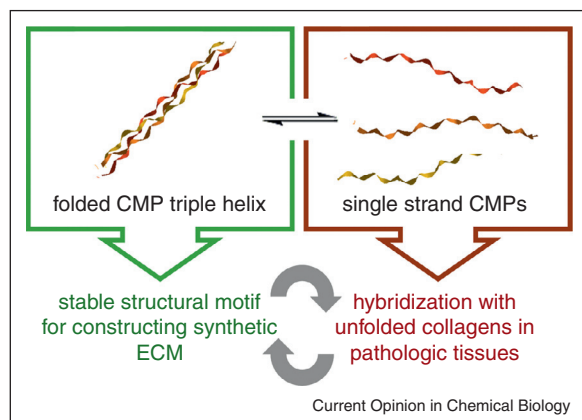 folded CMP triple helix
single strand CMPs
stable structural motif
for constructing synthetic
ECM
hybridization with
unfolded collagens in
pathologic tissues
Current Opinion in Chemical Biology